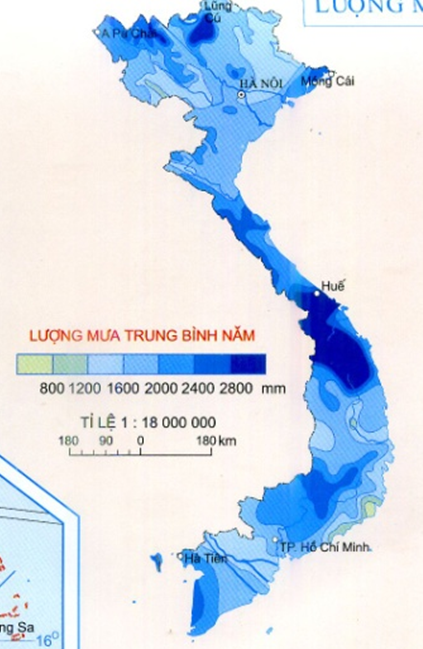 LƯỢNG M
Lũng
Cú
A Pa Chải
HÀ NỘI
Móng Cái
Huế
LƯỢNG MƯA TRUNG BÌNH NĂM
800 1200 1600 2000 2400 2800 mm
TỈ LỆ 1 : 18 000 000
180 90 0 180 km
TP. Hồ Chí Minh
Hà Tiên
ng Sa
16°